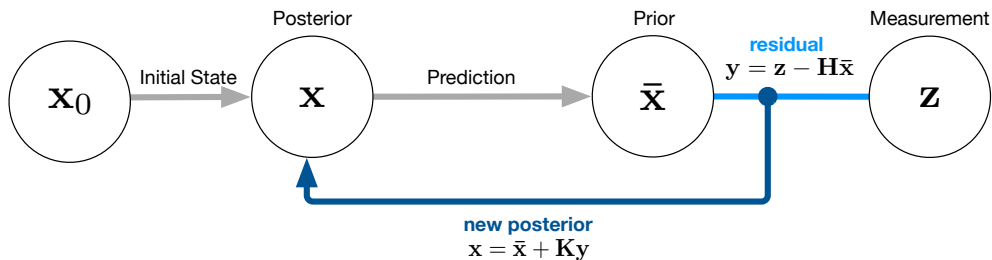 Posterior
Prior
Measurement
residual
y = z − Hx̄
Initial State
Prediction
x₀
x
x̄
z
new posterior
x = x̄ + Ky